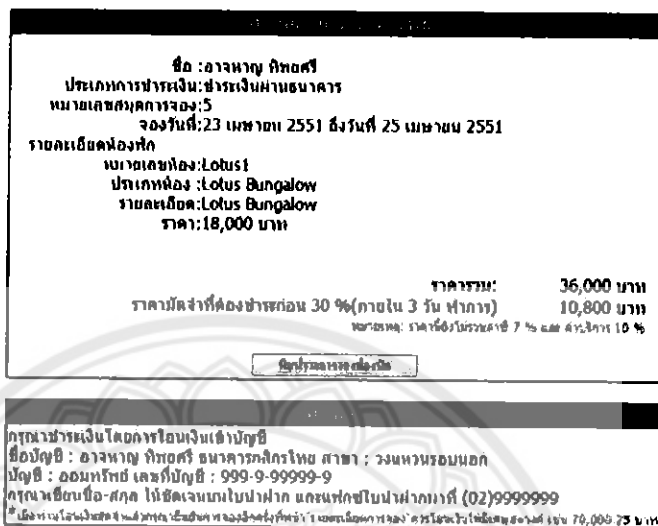 ชื่อ :อาจหาญ พิทยศรี
ประเภทการชำระเงิน:ชำระเงินผ่านธนาคาร
หมายเลขสมุดการจอง:5
จองวันที่:23 เมษายน 2551 ถึงวันที่ 25 เมษายน 2551
รายละเอียดห้องพัก
หมายเลขห้อง:Lotus1
ประเภทห้อง :Lotus Bungalow
รายละเอียด:Lotus Bungalow
ราคา:18,000 บาท
ราคารวม: 36,000 บาท
ราคามัดจำที่ต้องชำระก่อน 30 %(ภายใน 3 วัน ทำการ) 10,800 บาท
หมายเหตุ: ราคานี้ยังไม่รวมภาษี 7 % และ ค่าบริการ 10 %
กรุณาชำระเงินโดยการโอนเงินเข้าบัญชี
ชื่อบัญชี : อาจหาญ พิทยศรี ธนาคารกสิกรไทย สาขา : วงแหวนรอบนอก
บัญชี : ออมทรัพย์ เลขที่บัญชี : 999-9-99999-9
กรุณาเขียนชื่อ-สกุล ให้ชัดเจนบนใบนำฝาก และแฟกซ์ใบนำฝากมาที่ (02)9999999
เช่น 70,000.25 บาท